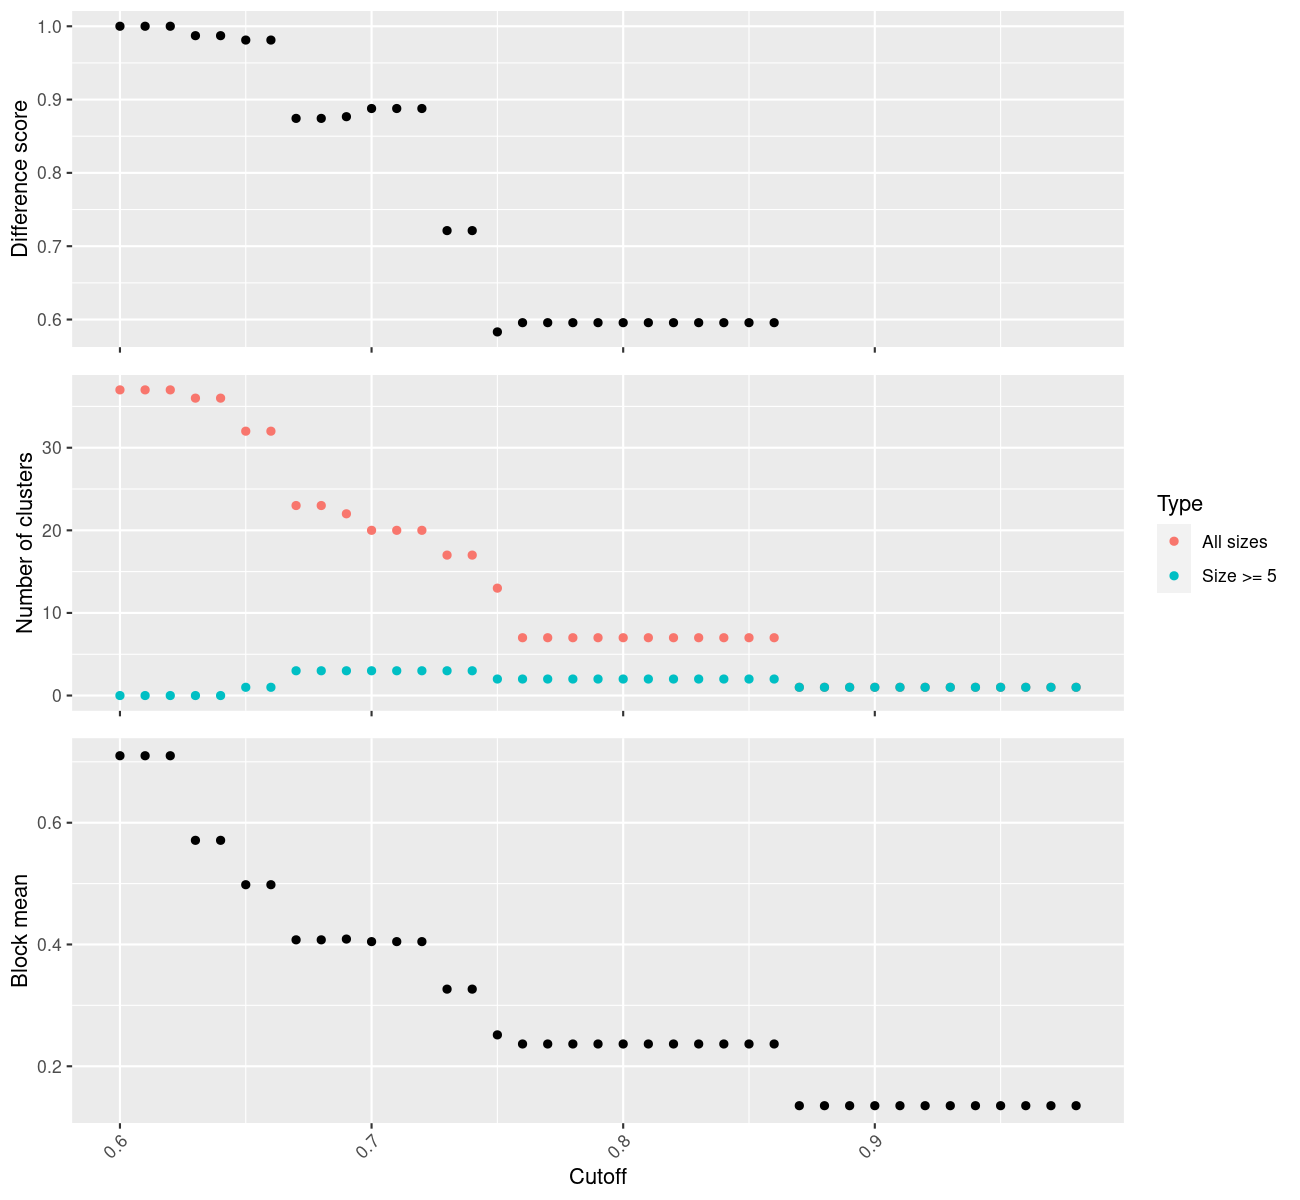 1.0
0.9
0.8
0.7
0.6
Difference score
30
20
10
0
Number of clusters
Type
All sizes
Size >= 5
0.6
0.4
0.2
Block mean
0.6
0.7
0.8
0.9
Cutoff